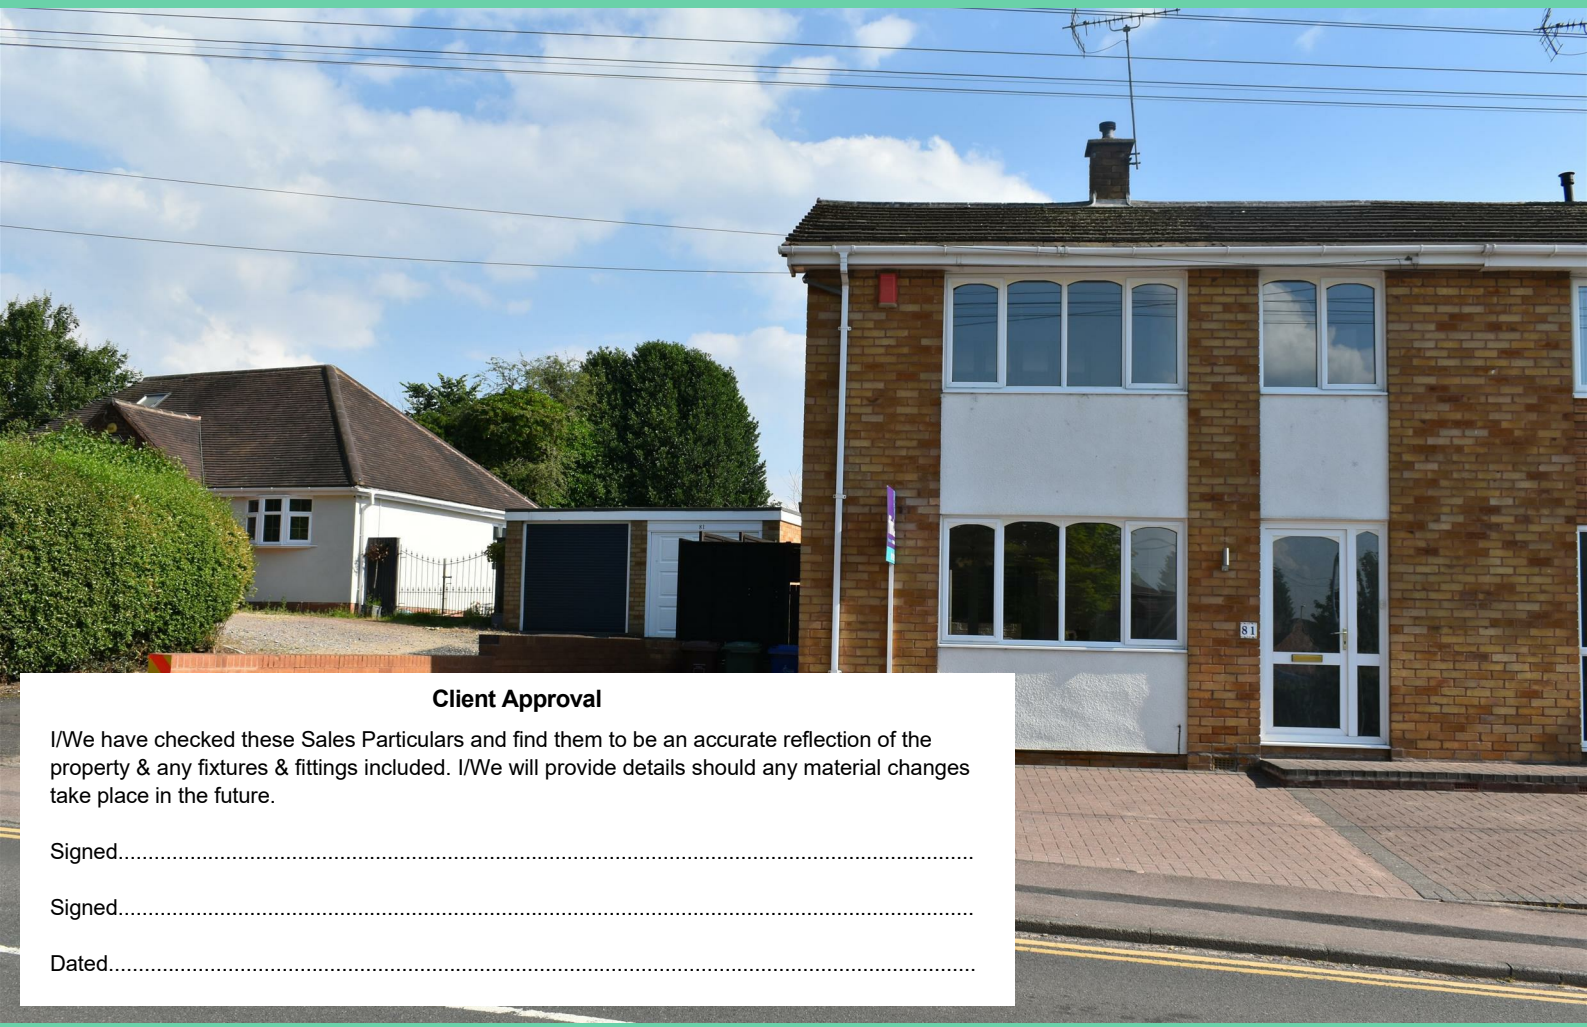 81
81
Client Approval
I/We have checked these Sales Particulars and find them to be an accurate reflection of the
property & any fixtures & fittings included. I/We will provide details should any material changes
take place in the future.
Signed................................................................................................................................................
Signed................................................................................................................................................
Dated..................................................................................................................................................